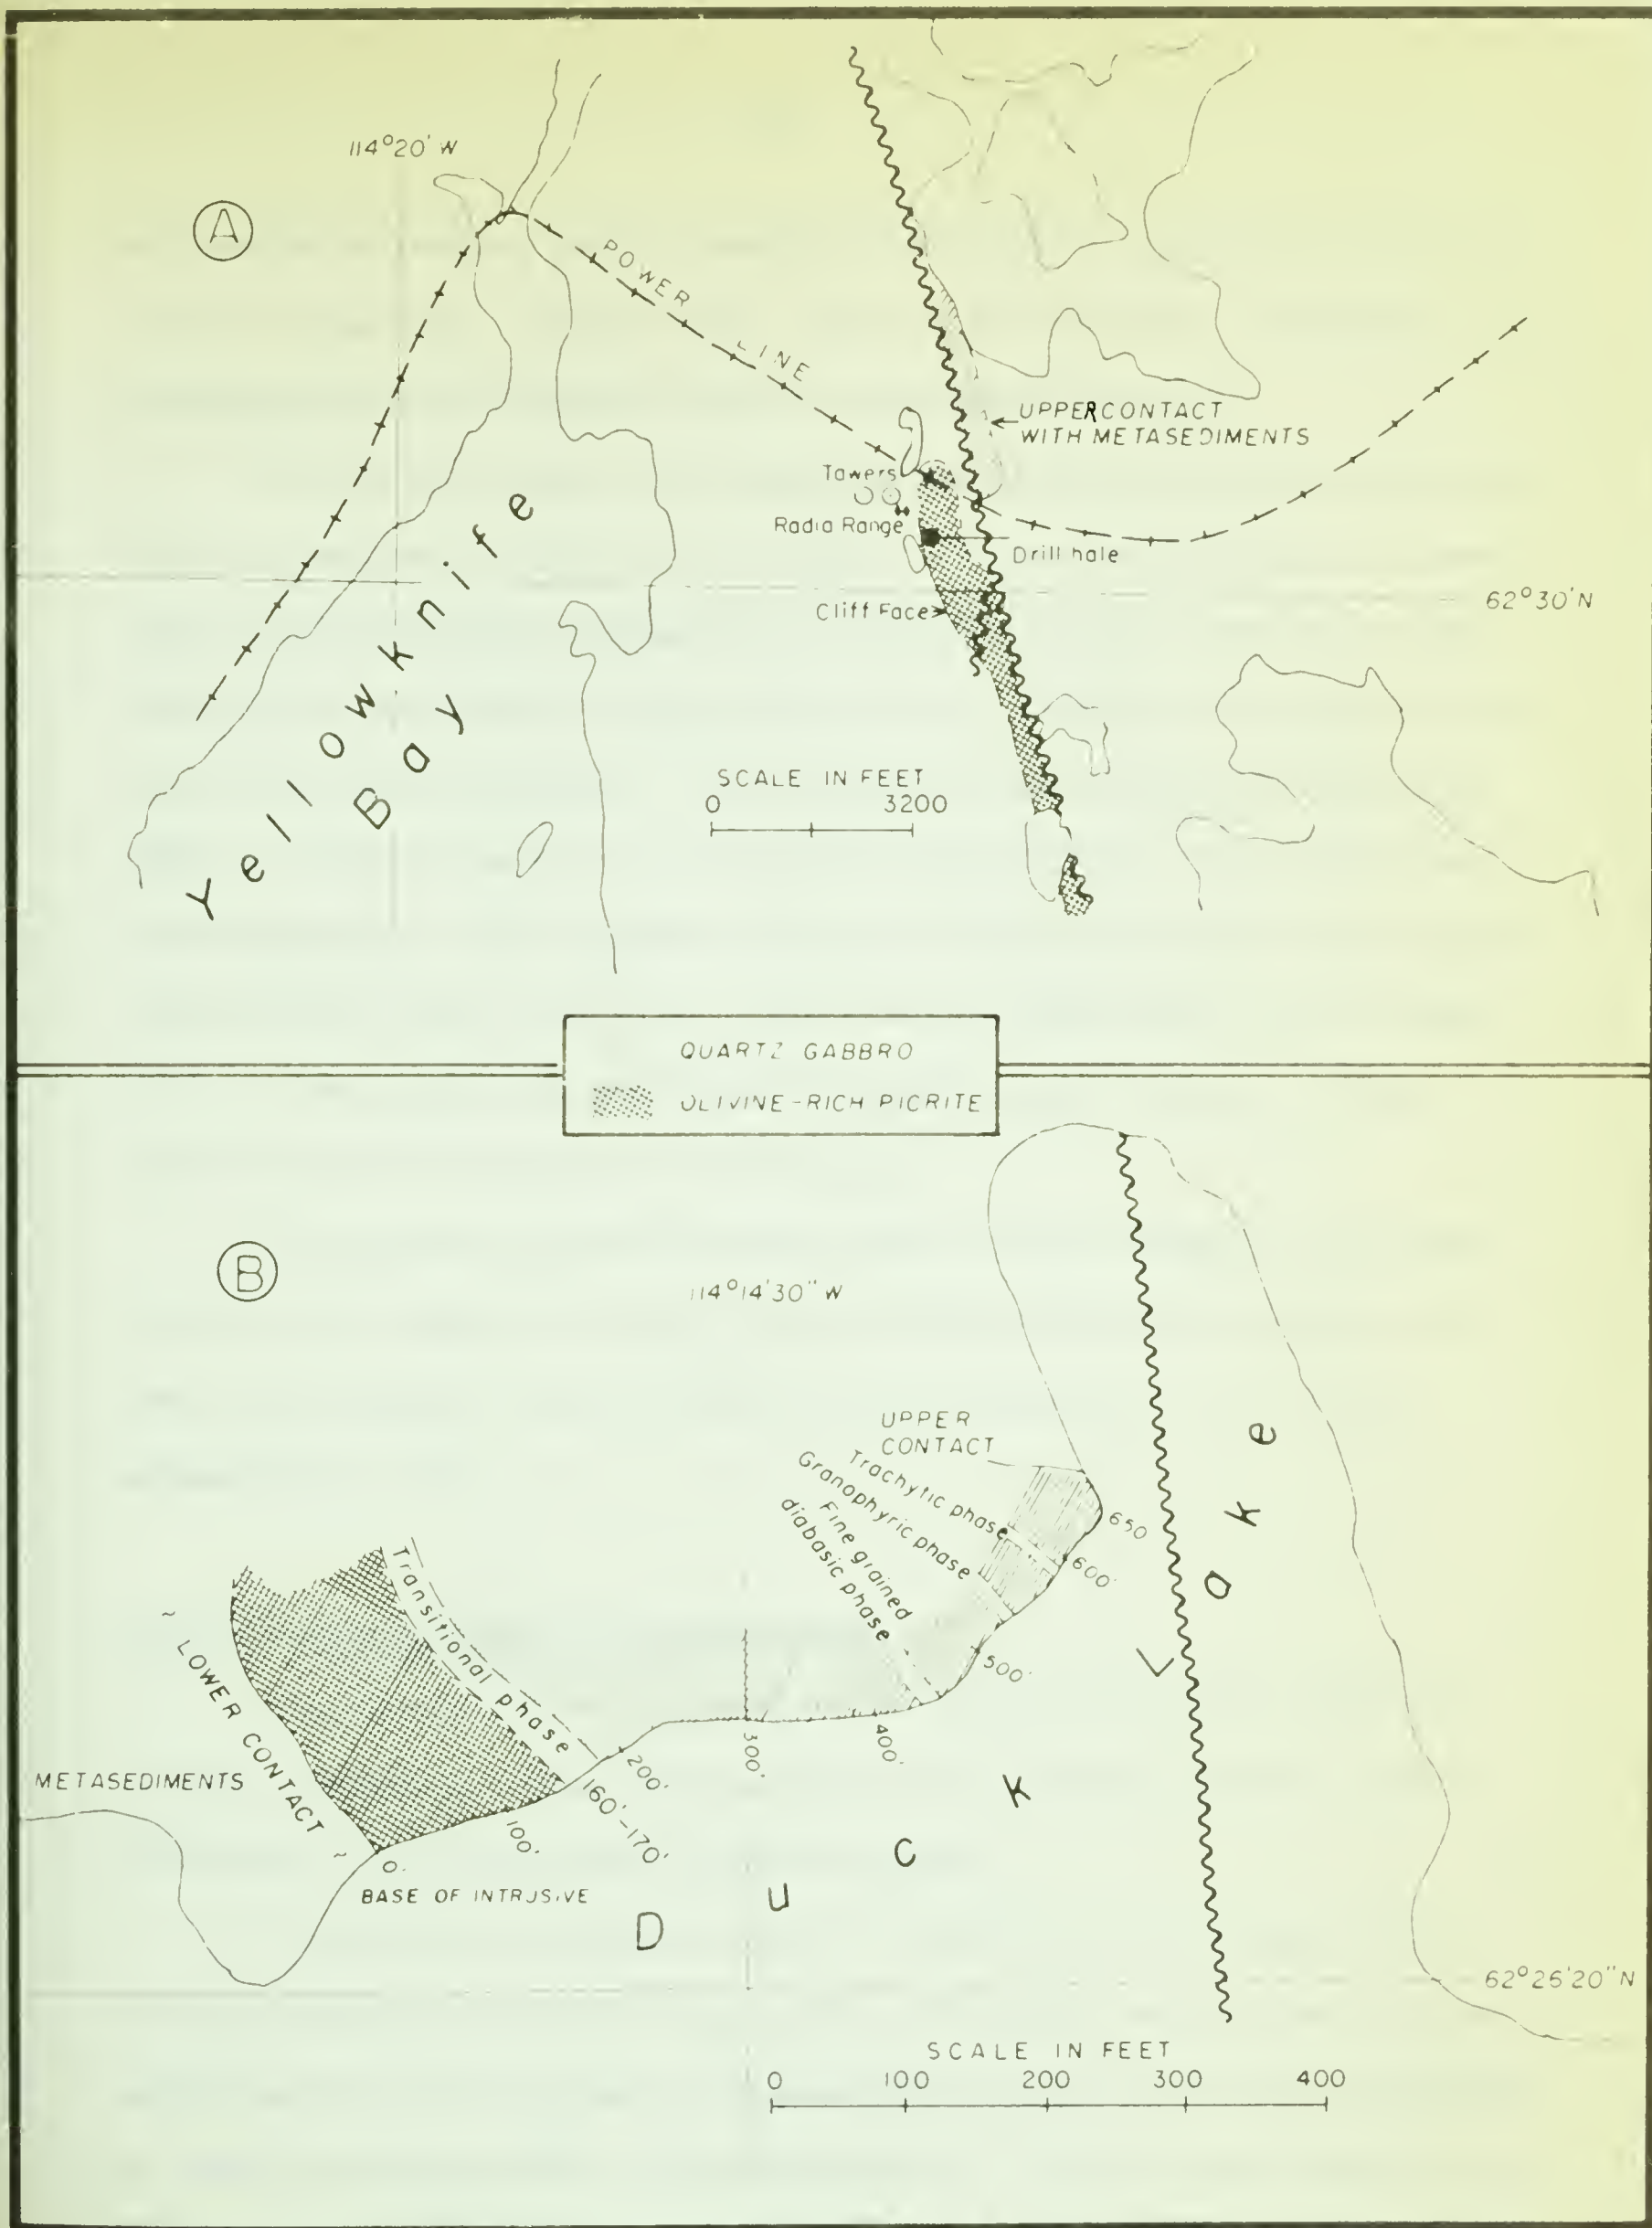 A
114°20' W
POWER LINE
UPPER CONTACT
WITH METASEDIMENTS
Towers
Radio Range
Drill hole
Cliff Face
62°30'N
Yellowknife
Bay
SCALE IN FEET
0 3200
QUARTZ GABBRO
OLIVINE-RICH PICRITE
B
114°14'30" W
UPPER
CONTACT
Trachytic phase
Granophyric phase
Fine grained
diabasic phase
650
600'
500'
400'
300'
200'
160'-170'
100'
0'
Transitional phase
LOWER CONTACT
METASEDIMENTS
BASE OF INTRUSIVE
DUCK Lake
62°26'20"N
SCALE IN FEET
0 100 200 300 400